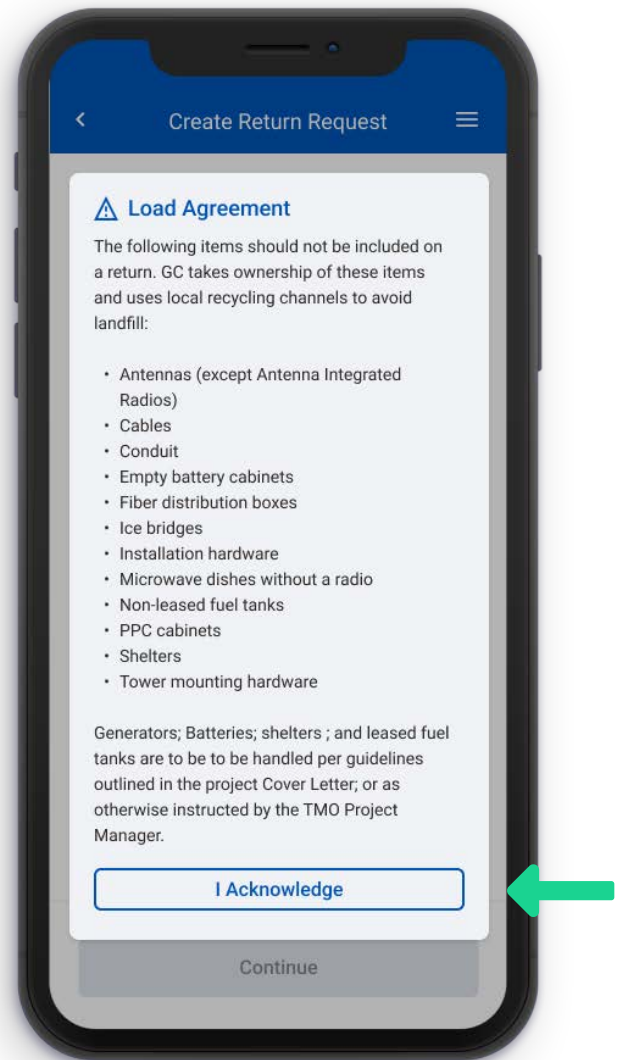 Create Return Request
Load Agreement
The following items should not be included on
a return. GC takes ownership of these items
and uses local recycling channels to avoid
landfill:
• Antennas (except Antenna Integrated
Radios)
• Cables
• Conduit
• Empty battery cabinets
• Fiber distribution boxes
• Ice bridges
• Installation hardware
• Microwave dishes without a radio
• Non-leased fuel tanks
• PPC cabinets
• Shelters
• Tower mounting hardware
Generators; Batteries; shelters ; and leased fuel
tanks are to be to be handled per guidelines
outlined in the project Cover Letter; or as
otherwise instructed by the TMO Project
Manager.
I Acknowledge
Continue